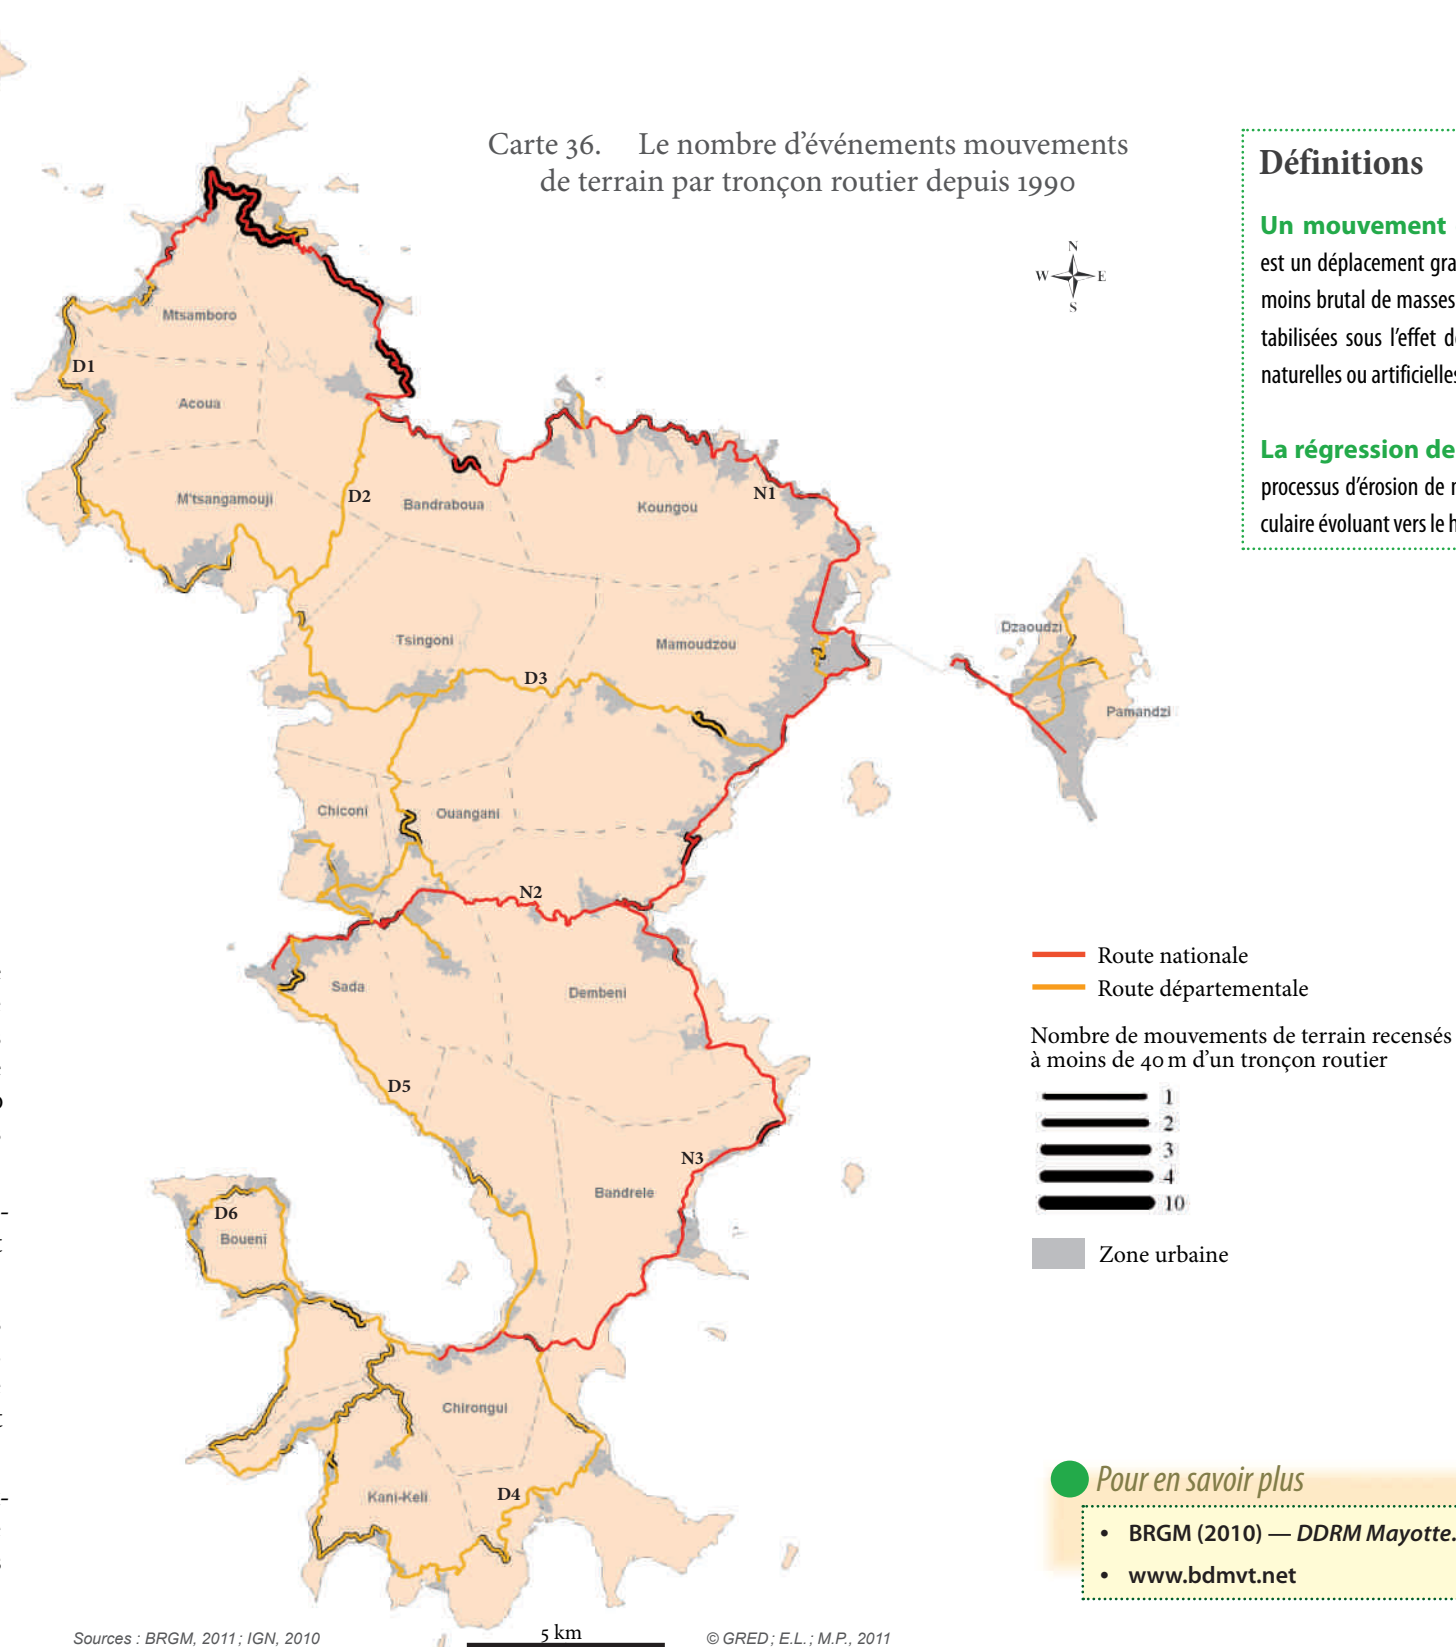 Carte 36. Le nombre d'événements mouvements
de terrain par tronçon routier depuis 1990
Définitions
Un mouvement
est un déplacement
moins brutal de masses
tabilisées sous l'effet
naturelles ou artificielles
La régression de
processus d'érosion de
culaire évoluant vers le
N
W E
S
Mtsamboro
D1
Acoua
M'tsangamouji
D2
Bandraboua
Koungou
N1
Tsingoni
Mamoudzou
Dzaoudzi
D3
Pamandzi
Chiconi
Ouangani
N2
Sada
Dembeni
D5
N3
Bandrele
D6
Boueni
Chirongui
Kani-Keli
D4
Route nationale
Route départementale
Nombre de mouvements de terrain recensés
à moins de 40 m d'un tronçon routier
1
2
3
4
10
Zone urbaine
Pour en savoir plus
• BRGM (2010) — DDRM Mayotte.
• www.bdmvt.net
Sources : BRGM, 2011 ; IGN, 2010
5 km
© GRED ; E.L. ; M.P., 2011